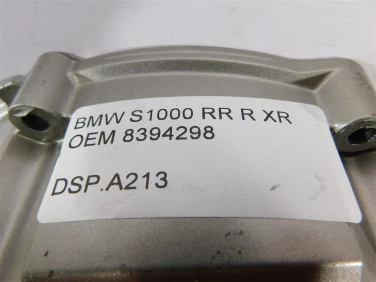 BMW S1000 RR R XR
OEM 8394298
DSP.A213